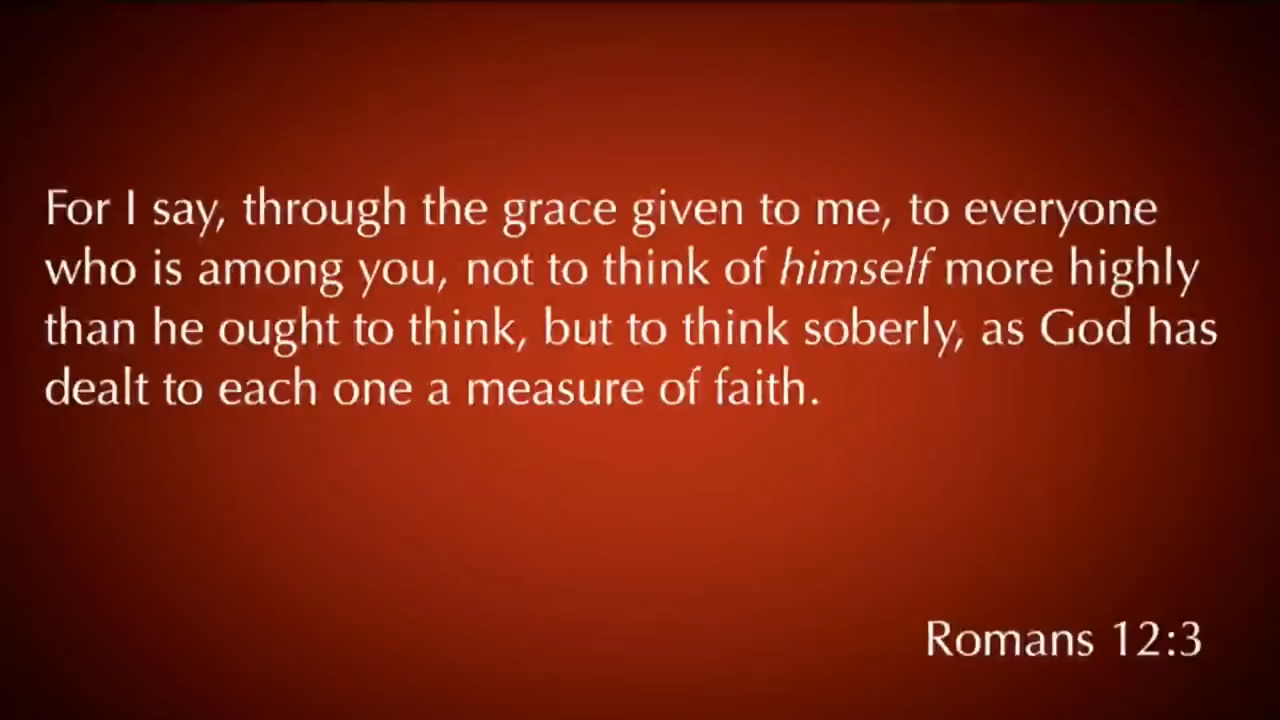 For I say, through the grace given to me, to everyone
who is among you, not to think of himself more highly
than he ought to think, but to think soberly, as God has
dealt to each one a measure of faith.
Romans 12:3